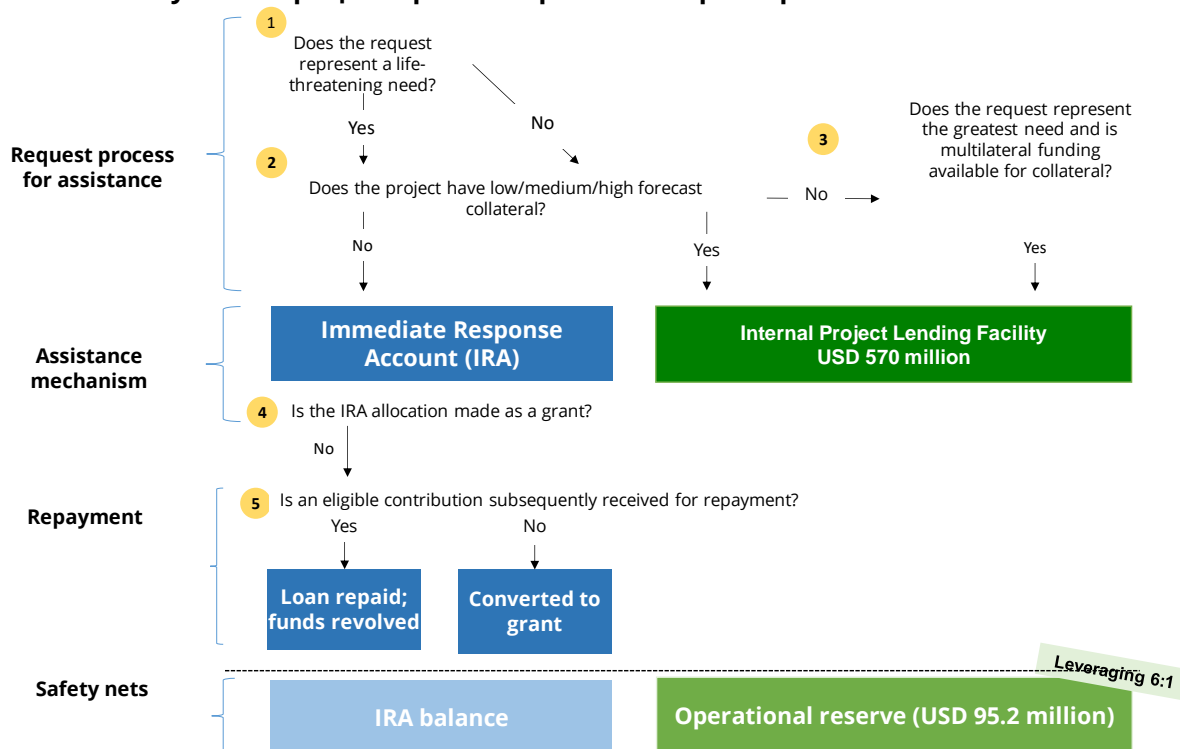 1
Does the request
represent a life-
threatening need?
Yes
No
Request process
for assistance
2
Does the project have low/medium/high forecast
collateral?
No
3
Does the request represent
the greatest need and is
multilateral funding
available for collateral?
No
Yes
Yes
Assistance
mechanism
Immediate Response
Account (IRA)
Internal Project Lending Facility
USD 570 million
4
Is the IRA allocation made as a grant?
No
Repayment
5
Is an eligible contribution subsequently received for repayment?
Yes
No
Loan repaid;
funds revolved
Converted to
grant
Safety nets
Leveraging 6:1
IRA balance
Operational reserve (USD 95.2 million)